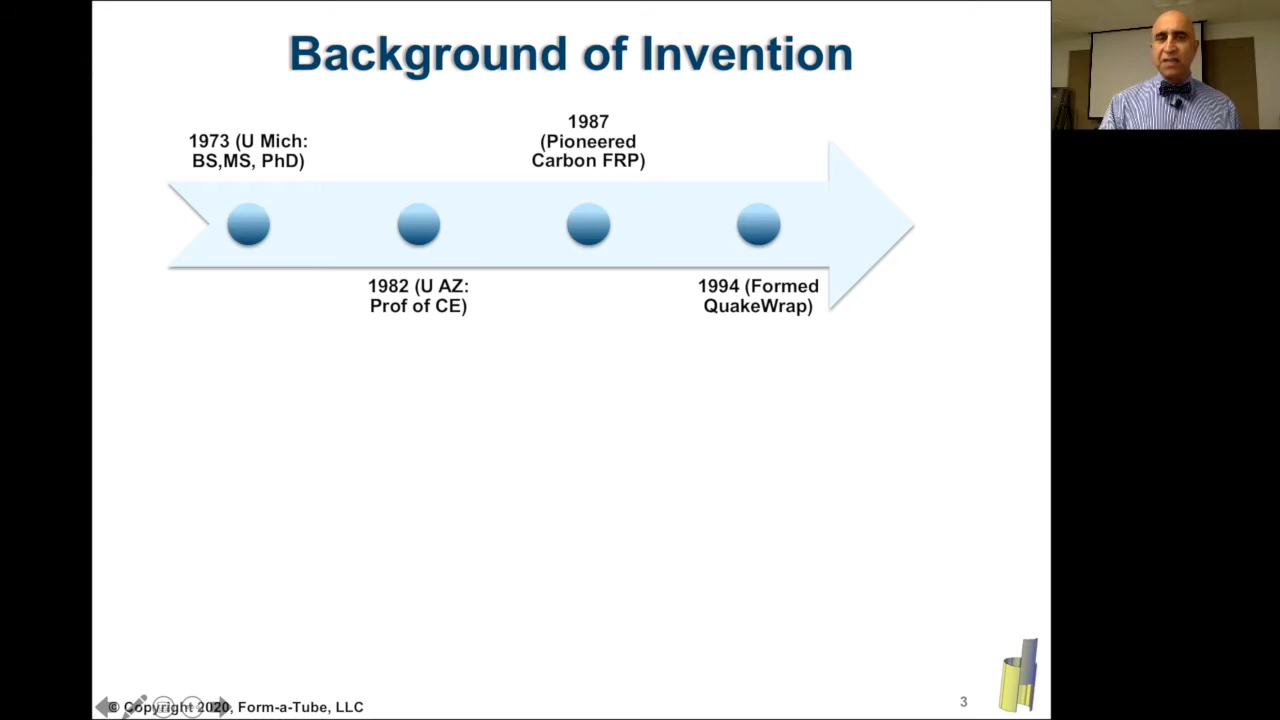 Background of Invention
1973 (U Mich:
BS,MS, PhD)
1987
(Pioneered
Carbon FRP)
1982 (U AZ:
Prof of CE)
1994 (Formed
QuakeWrap)
© Copyright 2020, Form-a-Tube, LLC
3